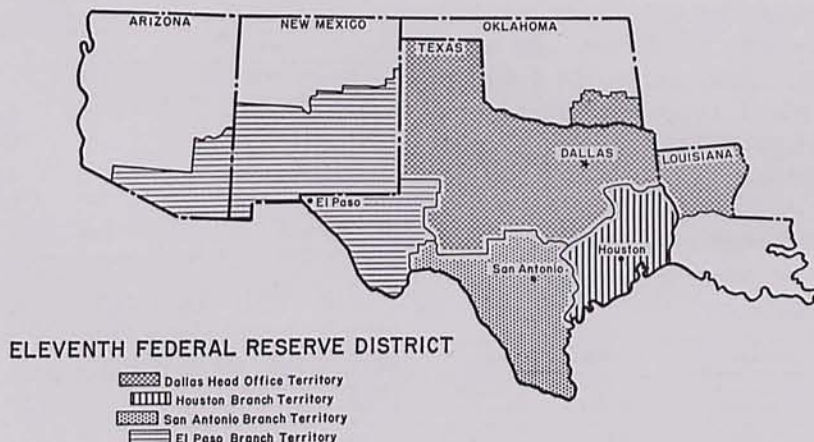 ARIZONA
NEW MEXICO
OKLAHOMA
TEXAS
DALLAS
LOUISIANA
El Paso
Houston
San Antonio
ELEVENTH FEDERAL RESERVE DISTRICT
Dallas Head Office Territory
Houston Branch Territory
San Antonio Branch Territory
El Paso Branch Territory